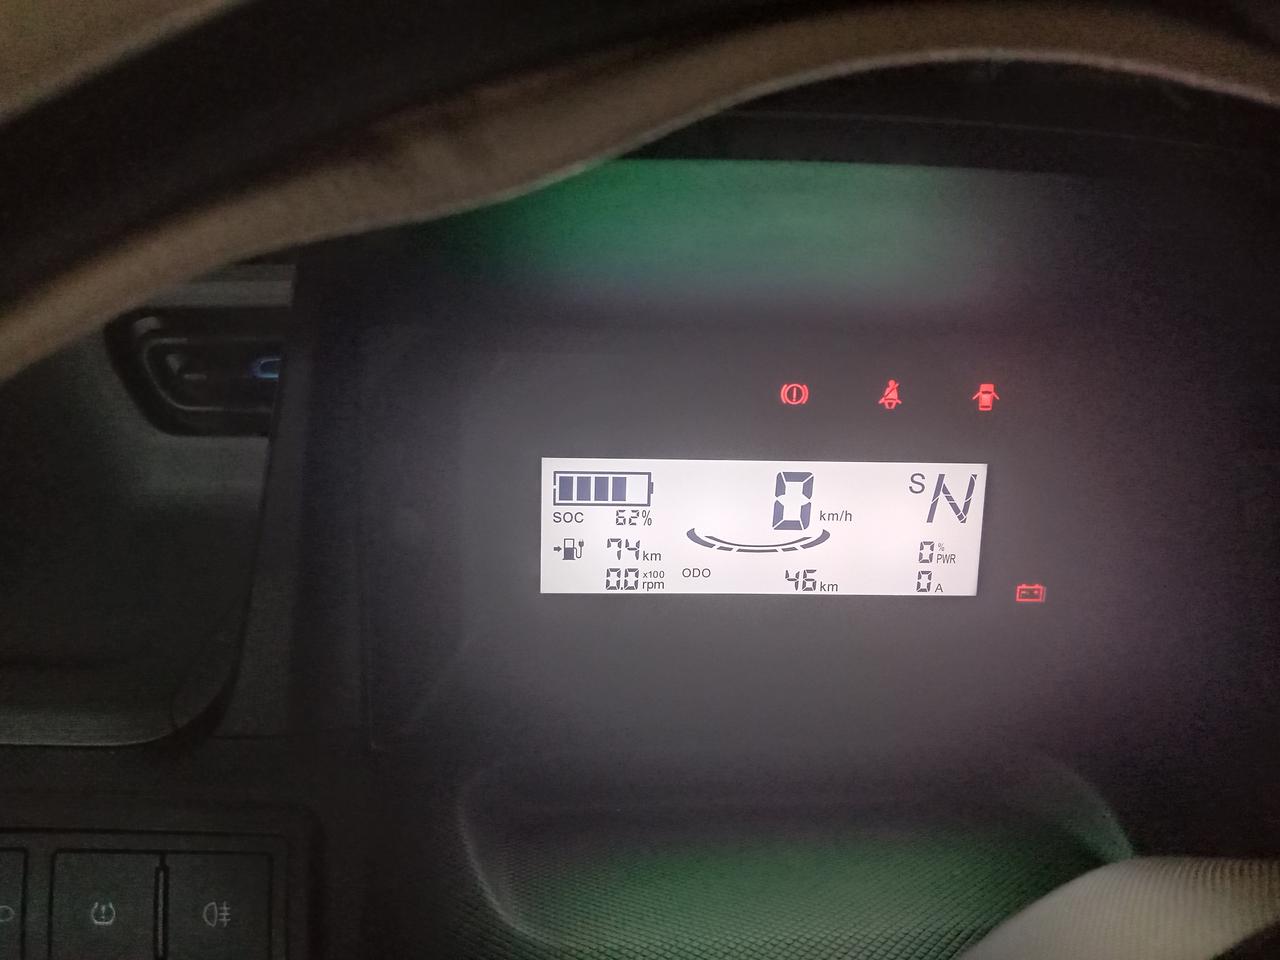 0 km/h
S N
SOC 62%
74 km
0 % PWR
0.0 x100 rpm
ODO 46 km
0 A